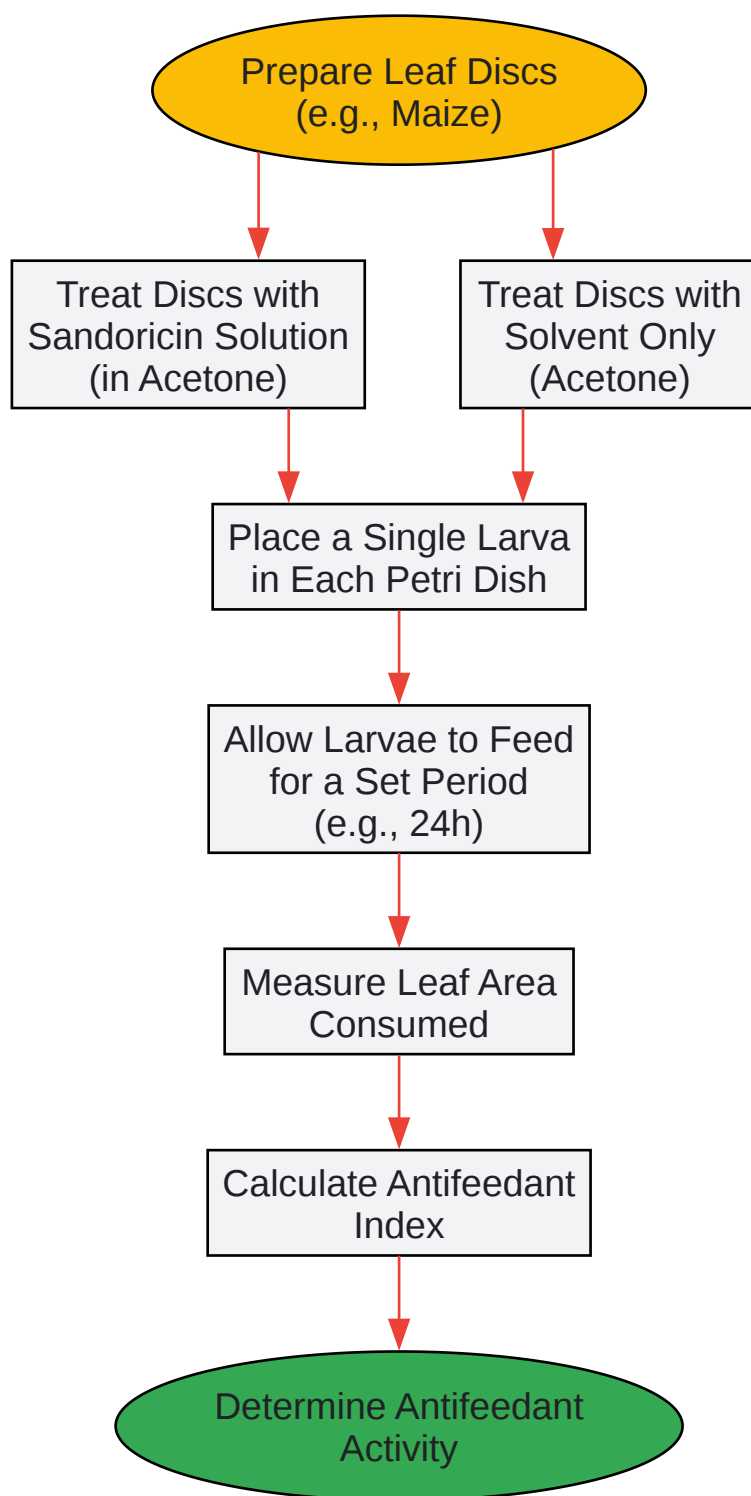 Prepare Leaf Discs
(e.g., Maize)
Treat Discs with
Sandoricin Solution
(in Acetone)
Treat Discs with
Solvent Only
(Acetone)
Place a Single Larva
in Each Petri Dish
Allow Larvae to Feed
for a Set Period
(e.g., 24h)
Measure Leaf Area
Consumed
Calculate Antifeedant
Index
Determine Antifeedant
Activity